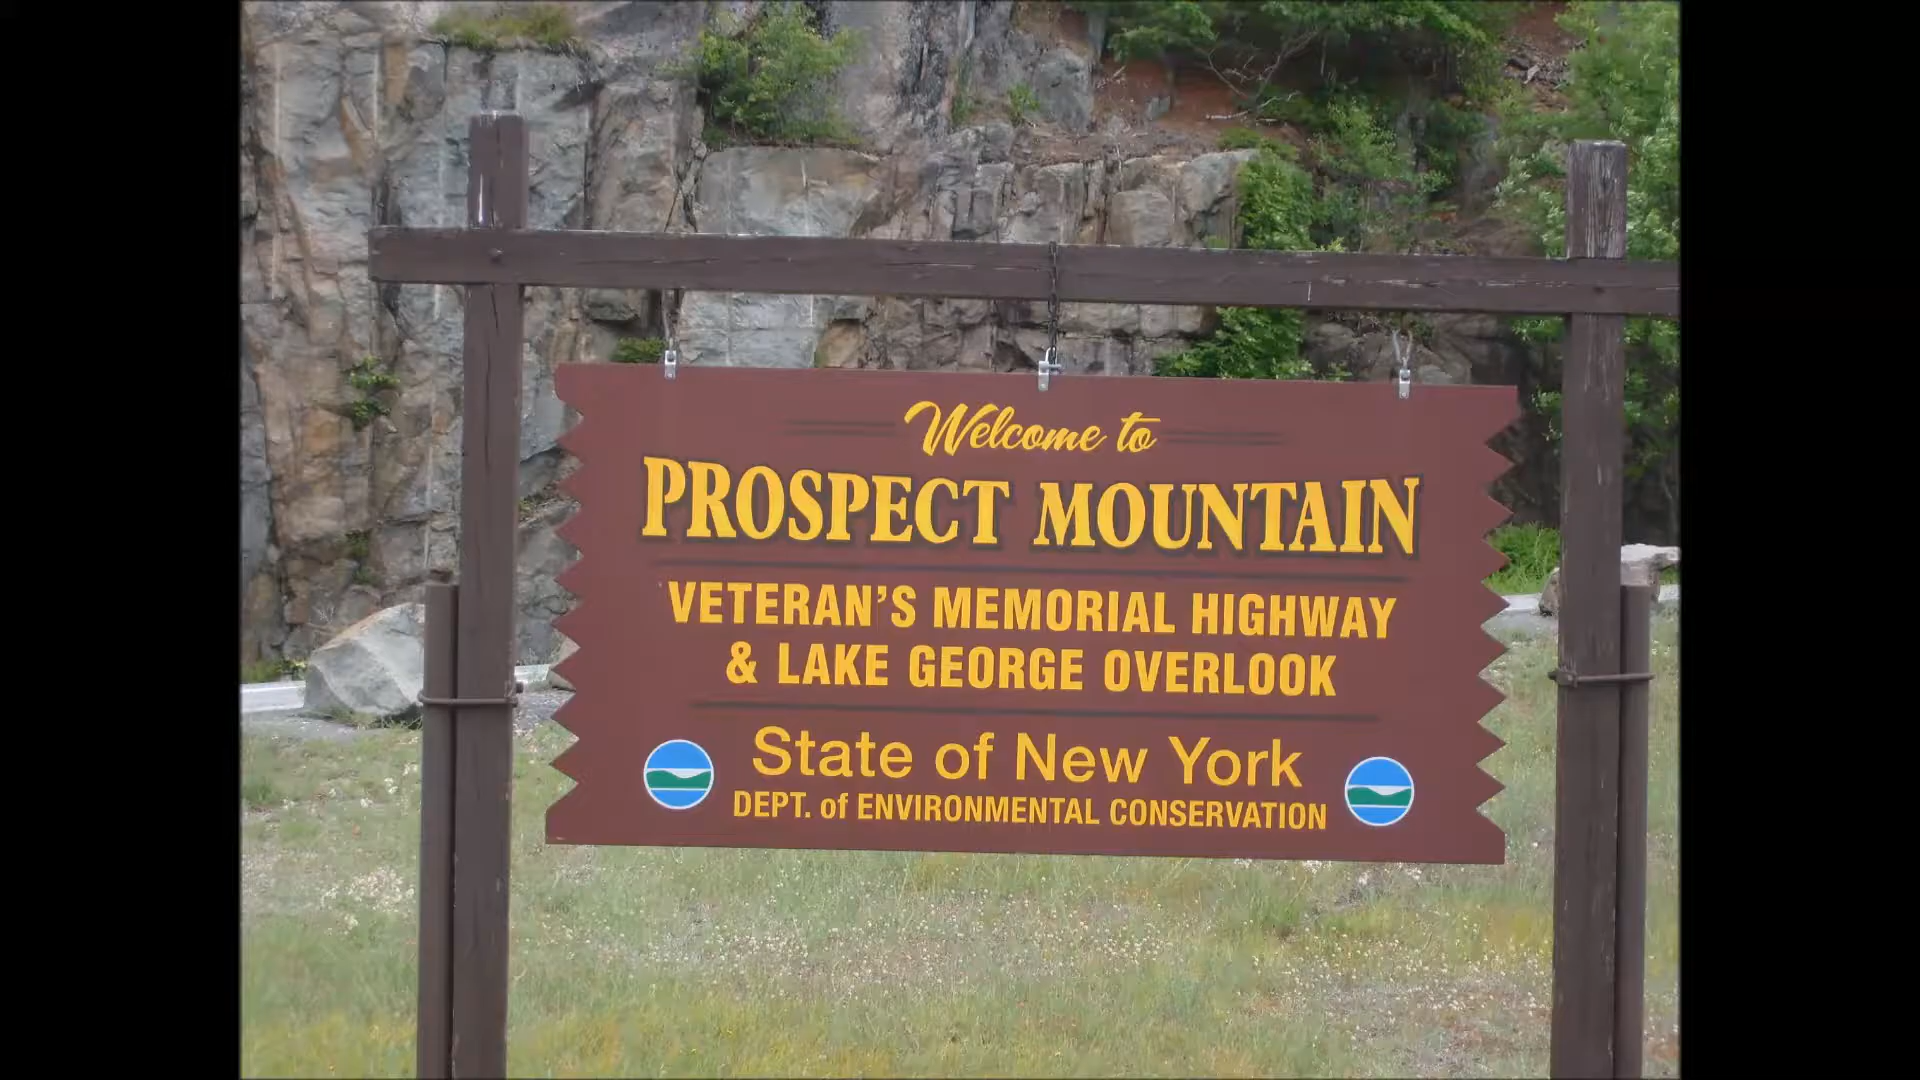 Welcome to
PROSPECT MOUNTAIN
VETERAN'S MEMORIAL HIGHWAY
& LAKE GEORGE OVERLOOK
State of New York
DEPT. of ENVIRONMENTAL CONSERVATION